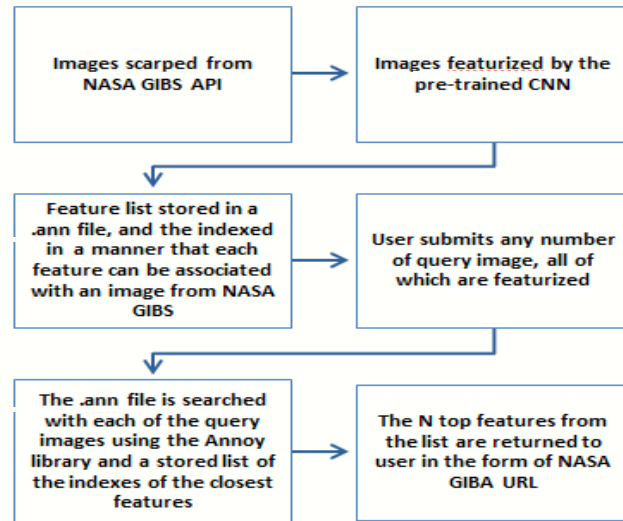 Images scarped from
NASA GIBS API
Images featurized by the
pre-trained CNN
Feature list stored in a
.ann file, and the indexed
in a manner that each
feature can be associated
with an image from NASA
GIBS
User submits any number
of query image, all of
which are featurized
The .ann file is searched
with each of the query
images using the Annoy
library and a stored list of
the indexes of the closest
features
The N top features from
the list are returned to
user in the form of NASA
GIBA URL